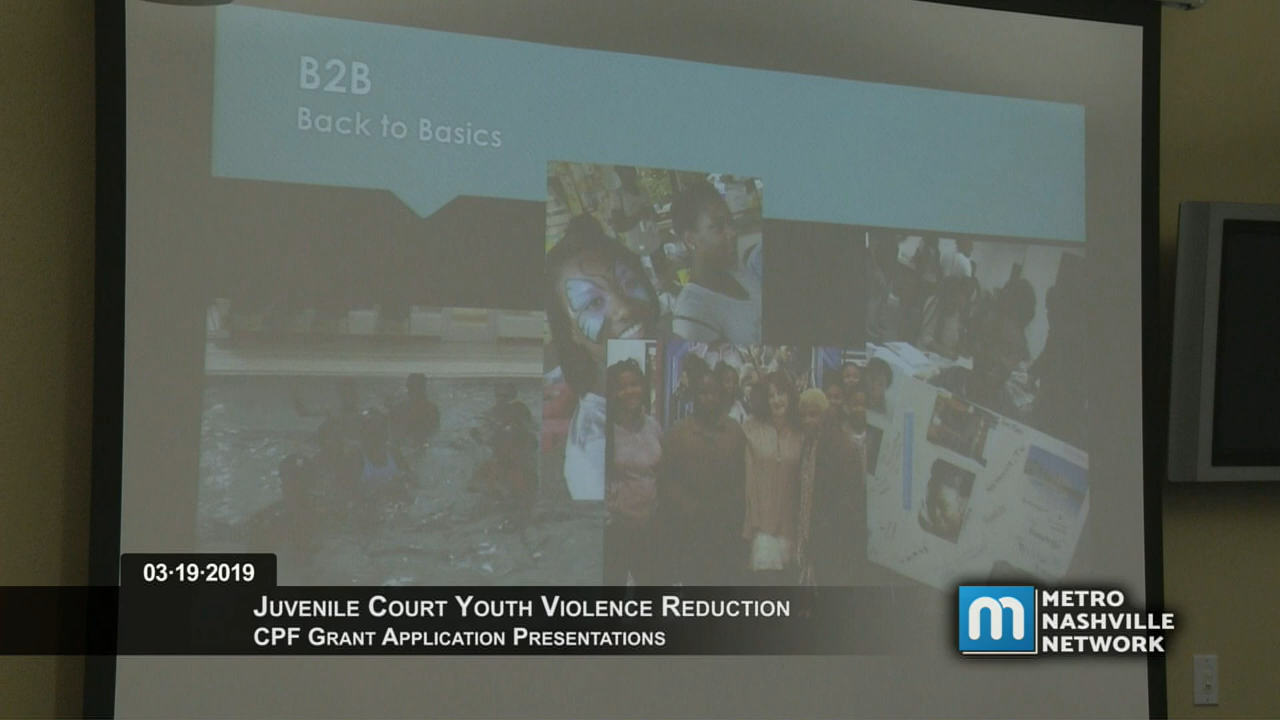 B2B
Back to Basics
03·19·2019
JUVENILE COURT YOUTH VIOLENCE REDUCTION
CPF GRANT APPLICATION PRESENTATIONS
m
METRO
NASHVILLE
NETWORK